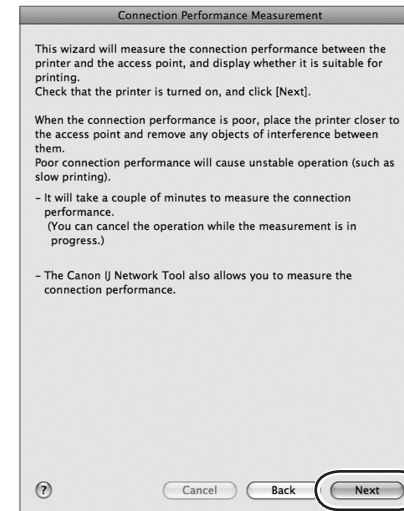 Connection Performance Measurement
This wizard will measure the connection performance between the
printer and the access point, and display whether it is suitable for
printing.
Check that the printer is turned on, and click [Next].
When the connection performance is poor, place the printer closer to
the access point and remove any objects of interference between
them.
Poor connection performance will cause unstable operation (such as
slow printing).
– It will take a couple of minutes to measure the connection
performance.
(You can cancel the operation while the measurement is in
progress.)
– The Canon IJ Network Tool also allows you to measure the
connection performance.
? Cancel Back Next